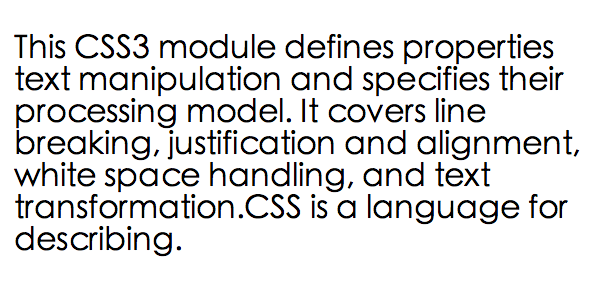 This CSS3 module defines properties
text manipulation and specifies their
processing model. It covers line
breaking, justification and alignment,
white space handling, and text
transformation.CSS is a language for
describing.